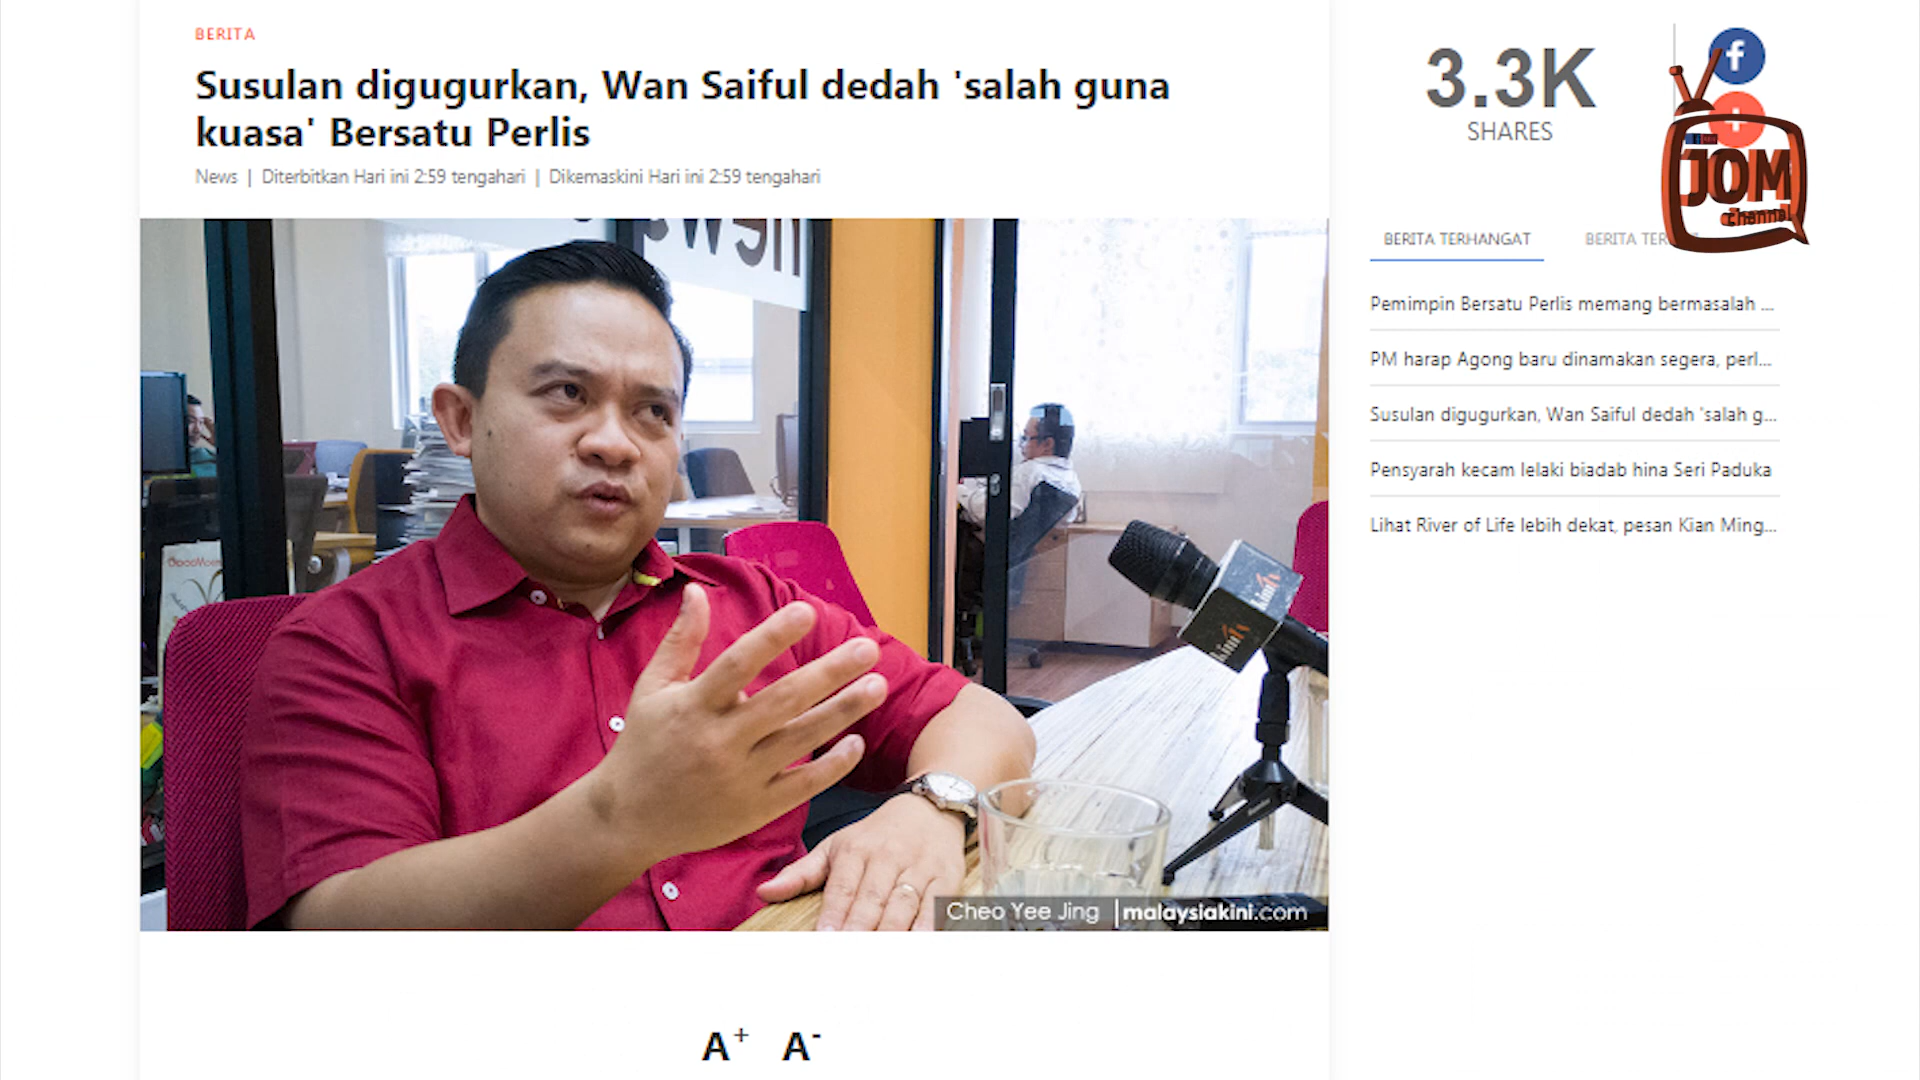 BERITA
Susulan digugurkan, Wan Saiful dedah 'salah guna
kuasa' Bersatu Perlis
News | Diterbitkan Hari ini 2:59 tengahari | Dikemaskini Hari ini 2:59 tengahari
Cheo Yee Jing | malaysiakini.com
A+ A-
3.3K
SHARES
f
+
JOM
channel
BERITA TERHANGAT
BERITA TER
Pemimpin Bersatu Perlis memang bermasalah ...
PM harap Agong baru dinamakan segera, perl...
Susulan digugurkan, Wan Saiful dedah 'salah g...
Pensyarah kecam lelaki biadab hina Seri Paduka
Lihat River of Life lebih dekat, pesan Kian Ming...